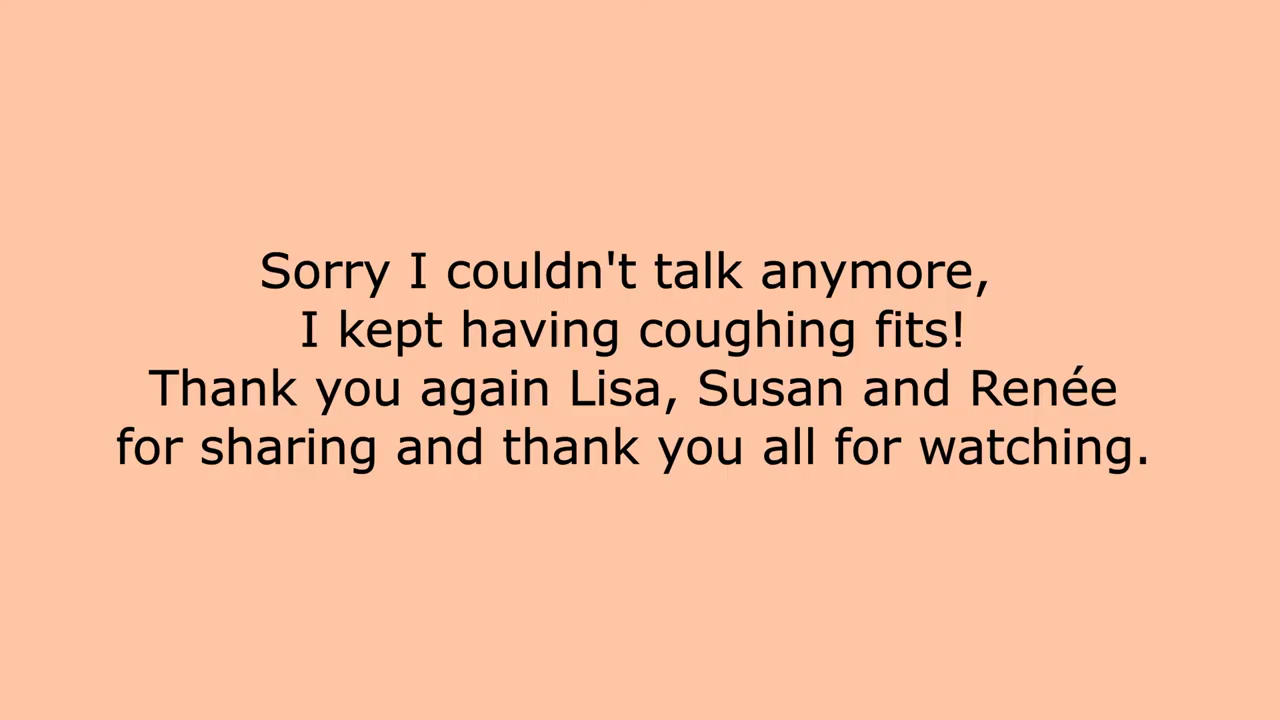 Sorry I couldn't talk anymore,
I kept having coughing fits!
Thank you again Lisa, Susan and Renée
for sharing and thank you all for watching.